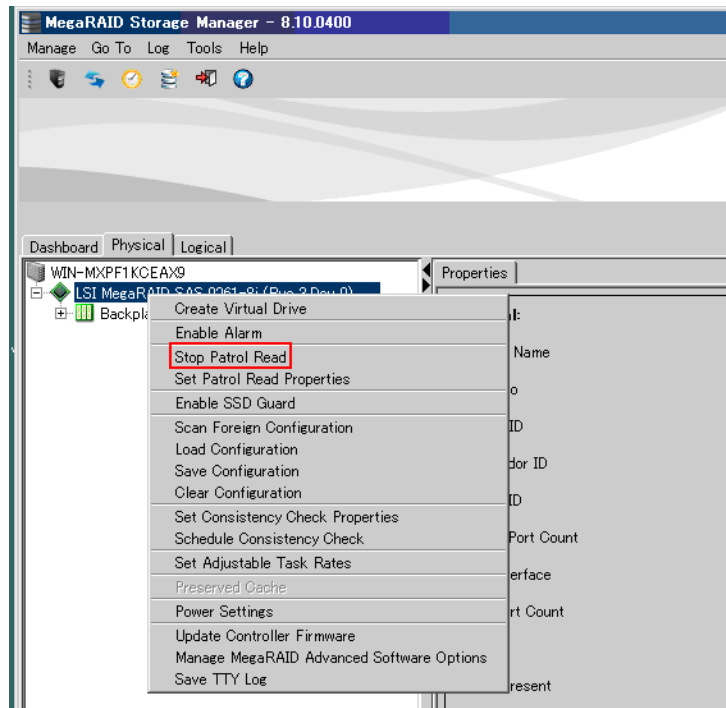 MegaRAID Storage Manager - 8.10.0400
Manage Go To Log Tools Help
Dashboard Physical Logical
WIN-MXPF1KCEAX9
LSI MegaRAID SAS 9261-8i (Bus 3,Dev 0)
Properties
Backpla
Create Virtual Drive
Enable Alarm
Stop Patrol Read
Set Patrol Read Properties
Enable SSD Guard
Scan Foreign Configuration
Load Configuration
Save Configuration
Clear Configuration
Set Consistency Check Properties
Schedule Consistency Check
Set Adjustable Task Rates
Preserved Cache
Power Settings
Update Controller Firmware
Manage MegaRAID Advanced Software Options
Save TTY Log
al:
Name
o
ID
dor ID
ID
Port Count
erface
rt Count
resent